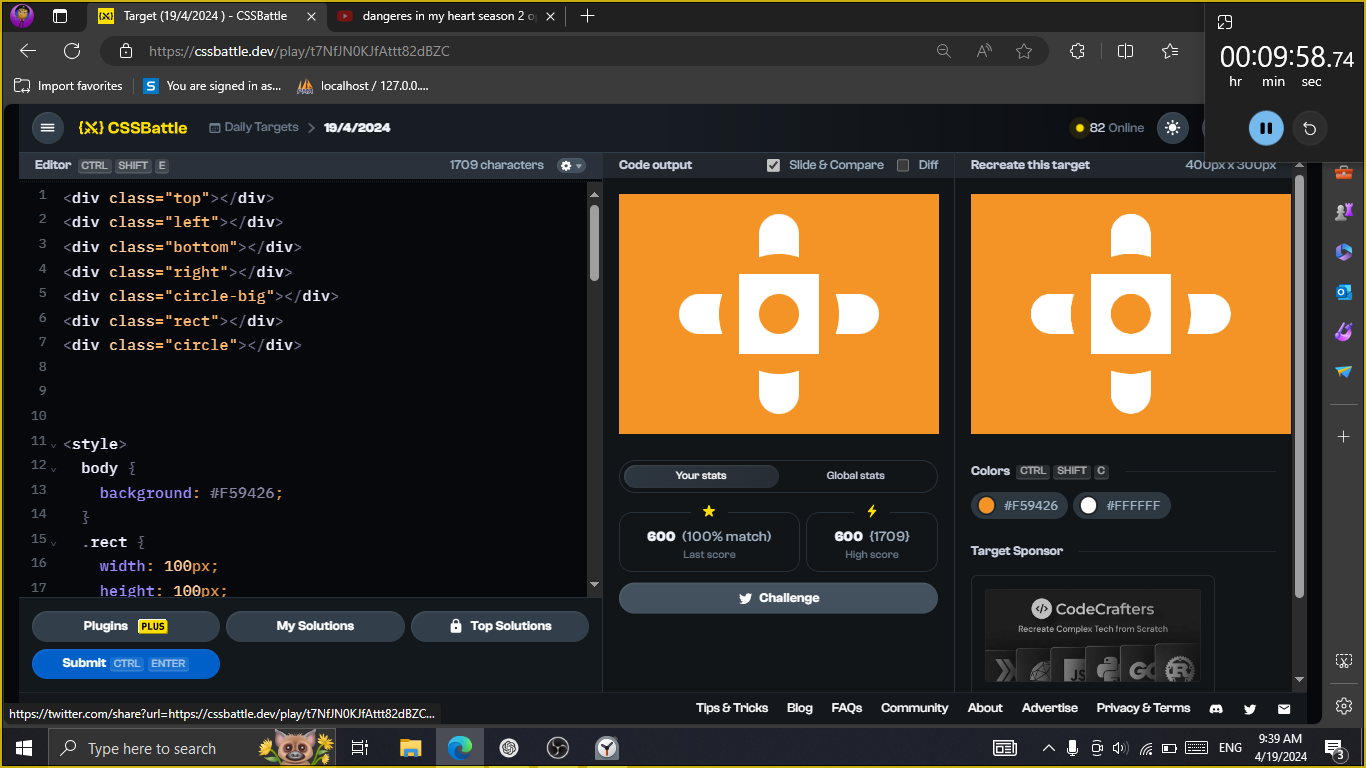 Target (19/4/2024 ) - CSSBattle
dangeres in my heart season 2 o
https://cssbattle.dev/play/t7NfJN0KJfAttt82dBZC
00:09:58.74
hr min sec
Import favorites
You are signed in as...
localhost / 127.0.0....
{X} CSSBattle
Daily Targets > 19/4/2024
82 Online
Editor CTRL SHIFT E
1709 characters
Code output
Slide & Compare
Diff
Recreate this target
400px x 300px
1 <div class="top"></div>
2 <div class="left"></div>
3 <div class="bottom"></div>
4 <div class="right"></div>
5 <div class="circle-big"></div>
6 <div class="rect"></div>
7 <div class="circle"></div>
8
9
10
11 <style>
12 body {
13 background: #F59426;
14 }
15 .rect {
16 width: 100px;
17 height: 100px;
Your stats
Global stats
600 (100% match)
Last score
600 {1709}
High score
Challenge
Colors CTRL SHIFT C
#F59426
#FFFFFF
Target Sponsor
CodeCrafters
Recreate Complex Tech from Scratch
JS
GO
Plugins PLUS
My Solutions
Top Solutions
Submit CTRL ENTER
https://twitter.com/share?url=https://cssbattle.dev/play/t7NfJN0KJfAttt82dBZC...
Tips & Tricks
Blog
FAQs
Community
About
Advertise
Privacy & Terms
Type here to search
ENG
9:39 AM
4/19/2024
3